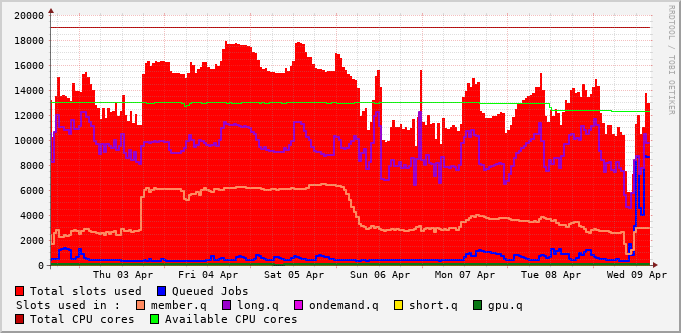 20000
18000
16000
14000
12000
10000
8000
6000
4000
2000
0
Thu 03 Apr Fri 04 Apr Sat 05 Apr Sun 06 Apr Mon 07 Apr Tue 08 Apr Wed 09 Apr
Total slots used Queued Jobs
Slots used in : member.q long.q ondemand.q short.q gpu.q
Total CPU cores Available CPU cores
RRDTOOL / TOBI OETIKER